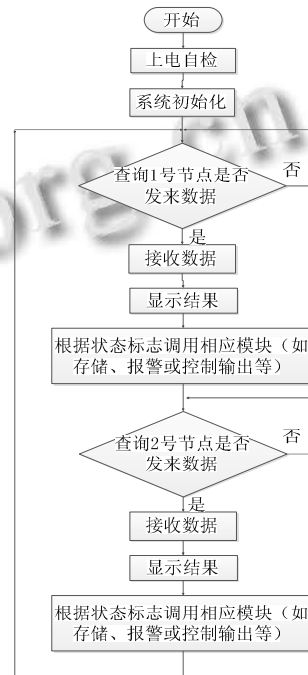 开始
上电自检
系统初始化
查询1号节点是否
发来数据
否
是
接收数据
显示结果
根据状态标志调用相应模块（如
存储、报警或控制输出等）
查询2号节点是否
发来数据
否
是
接收数据
显示结果
根据状态标志调用相应模块（如
存储、报警或控制输出等）
org.cn